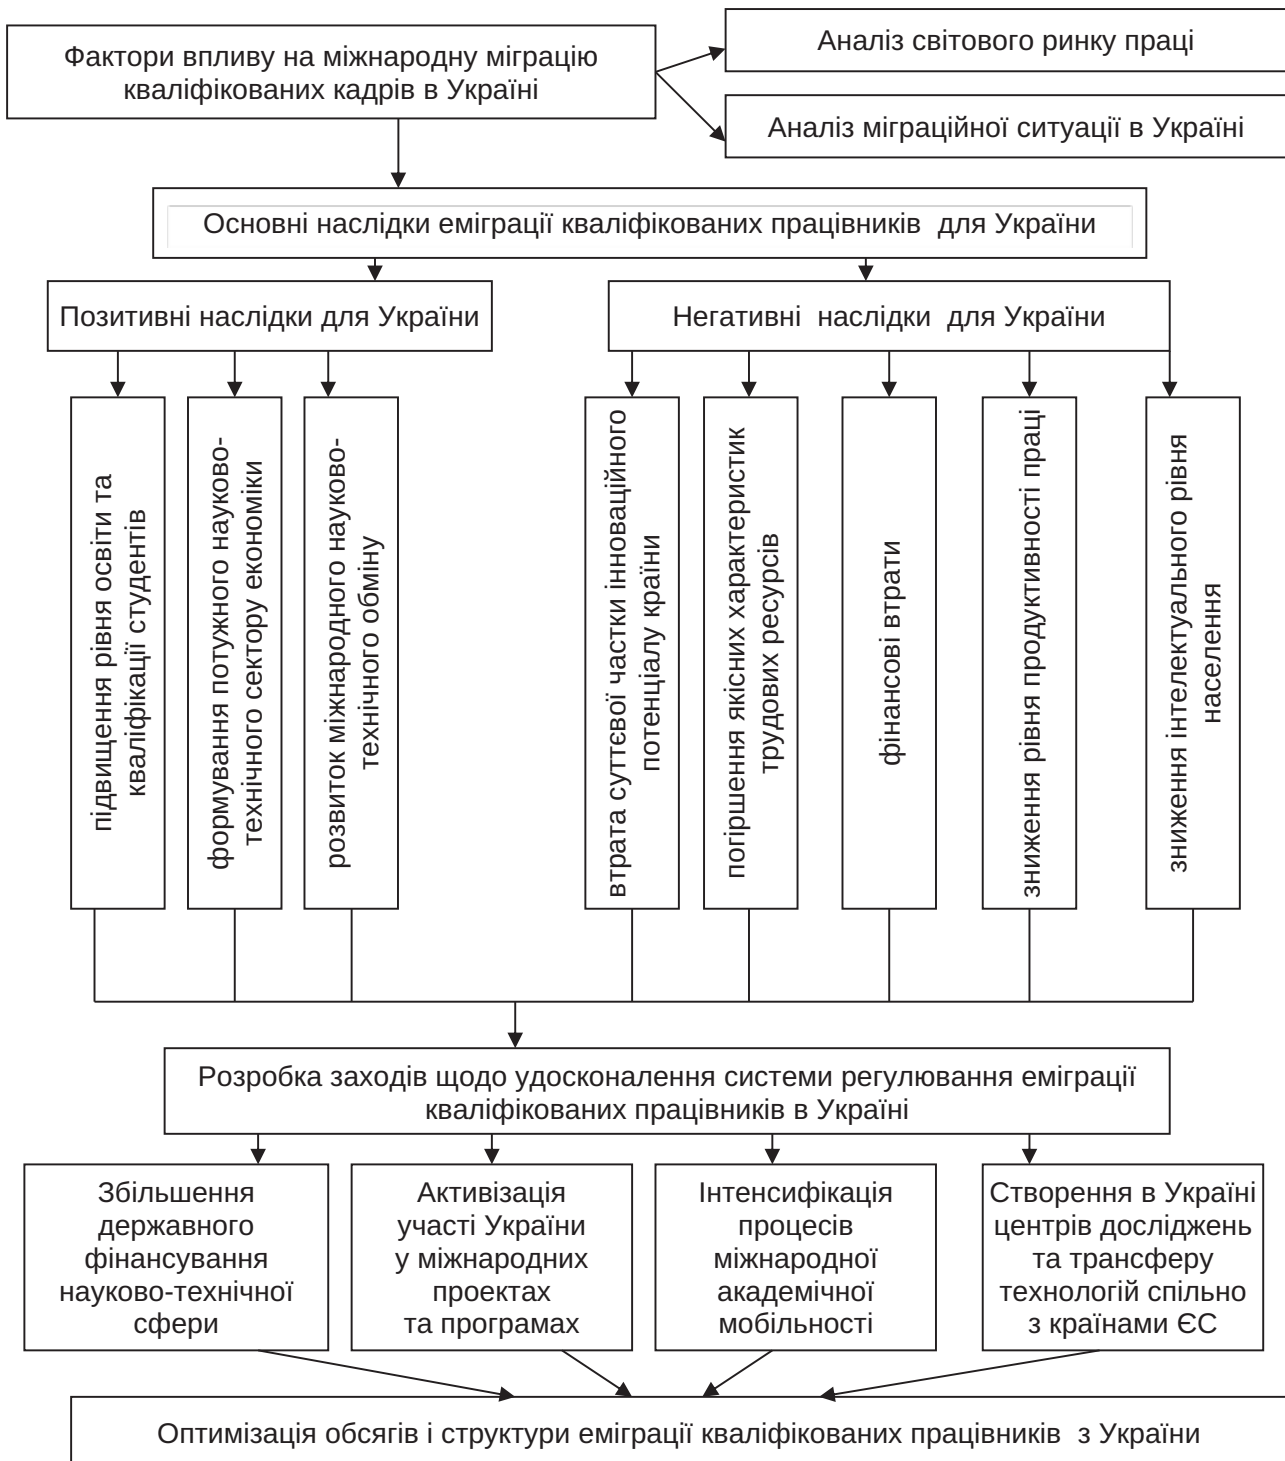 Фактори впливу на міжнародну міграцію
кваліфікованих кадрів в Україні
Аналіз світового ринку праці
Аналіз міграційної ситуації в Україні
Основні наслідки еміграції кваліфікованих працівників для України
Позитивні наслідки для України
Негативні наслідки для України
підвищення рівня освіти та
кваліфікації студентів
формування потужного науково-
технічного сектору економіки
розвиток міжнародного науково-
технічного обміну
втрата суттєвої частки інноваційного
потенціалу країни
погіршення якісних характеристик
трудових ресурсів
фінансові втрати
зниження рівня продуктивності праці
зниження інтелектуального рівня
населення
Розробка заходів щодо удосконалення системи регулювання еміграції
кваліфікованих працівників в Україні
Збільшення
державного
фінансування
науково-технічної
сфери
Активізація
участі України
у міжнародних
проектах
та програмах
Інтенсифікація
процесів
міжнародної
академічної
мобільності
Створення в Україні
центрів досліджень
та трансферу
технологій спільно
з країнами ЄС
Оптимізація обсягів і структури еміграції кваліфікованих працівників з України